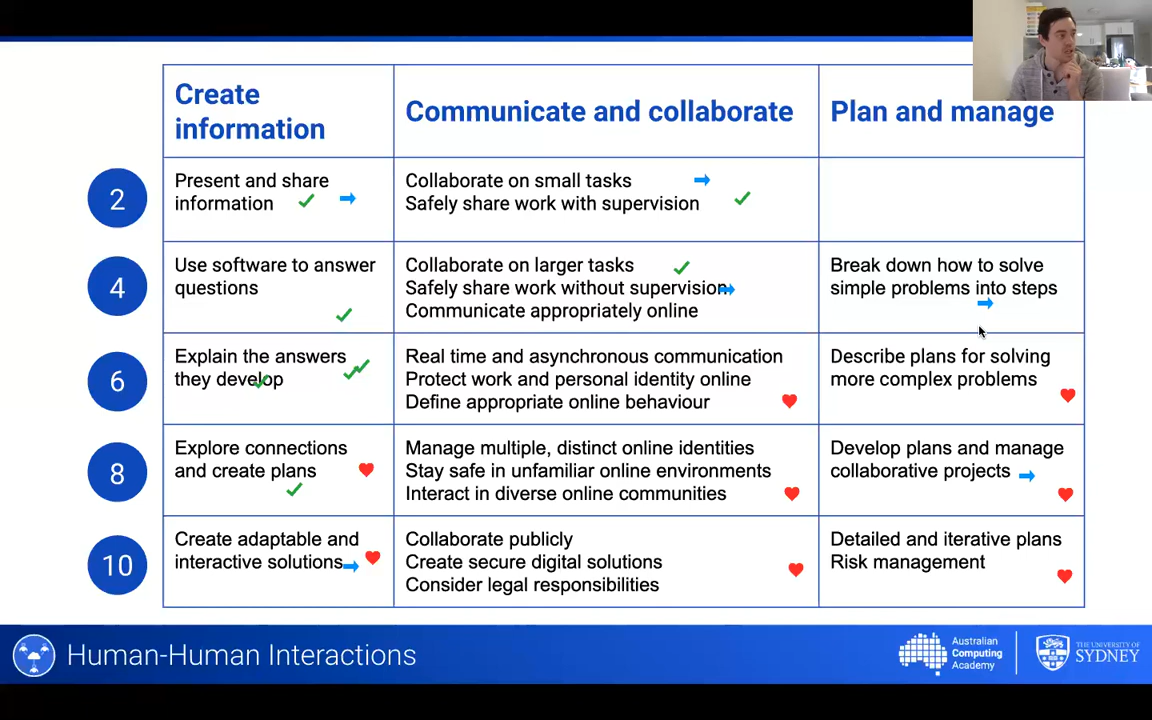 Create
information
Communicate and collaborate
Plan and manage
2
Present and share
information
Collaborate on small tasks
Safely share work with supervision
4
Use software to answer
questions
Collaborate on larger tasks
Safely share work without supervision
Communicate appropriately online
Break down how to solve
simple problems into steps
6
Explain the answers
they develop
Real time and asynchronous communication
Protect work and personal identity online
Define appropriate online behaviour
Describe plans for solving
more complex problems
8
Explore connections
and create plans
Manage multiple, distinct online identities
Stay safe in unfamiliar online environments
Interact in diverse online communities
Develop plans and manage
collaborative projects
10
Create adaptable and
interactive solutions
Collaborate publicly
Create secure digital solutions
Consider legal responsibilities
Detailed and iterative plans
Risk management
Human-Human Interactions
Australian
Computing
Academy
THE UNIVERSITY OF
SYDNEY